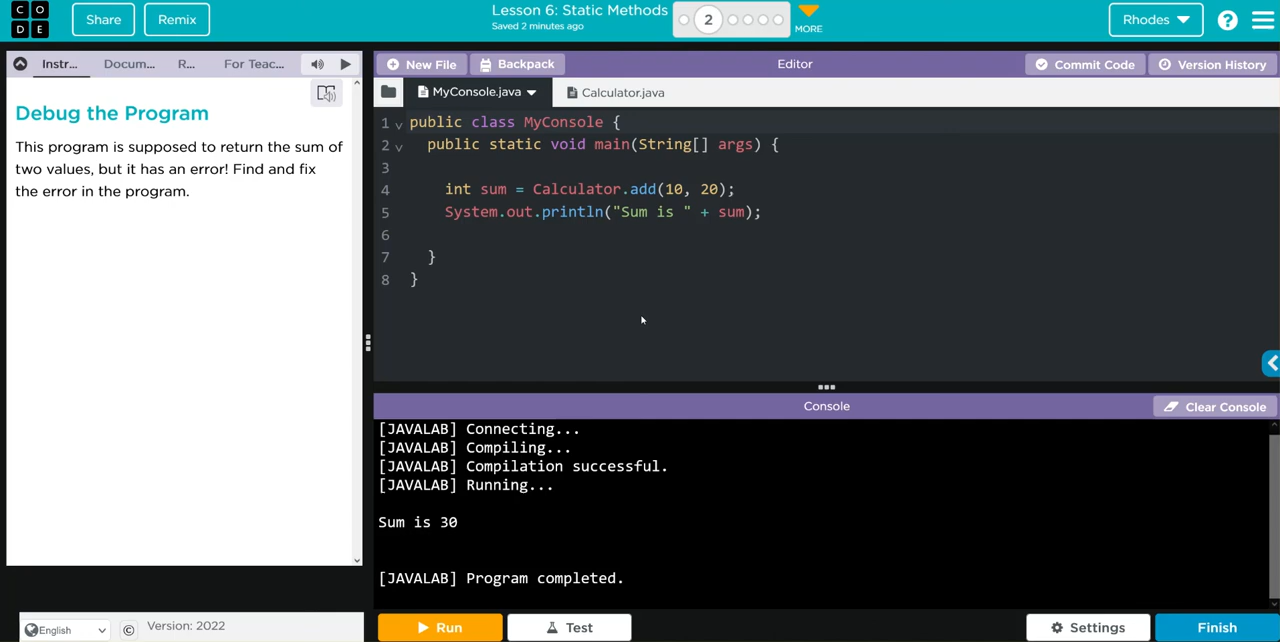 C O
D E
Share
Remix
Lesson 6: Static Methods
Saved 2 minutes ago
2
MORE
Rhodes
?
Instr...
Docum...
R...
For Teac...
New File
Backpack
Editor
Commit Code
Version History
MyConsole.java
Calculator.java
Debug the Program
This program is supposed to return the sum of
two values, but it has an error! Find and fix
the error in the program.
1 public class MyConsole {
2 public static void main(String[] args) {
3
4 int sum = Calculator.add(10, 20);
5 System.out.println("Sum is " + sum);
6
7 }
8 }
Console
Clear Console
[JAVALAB] Connecting...
[JAVALAB] Compiling...
[JAVALAB] Compilation successful.
[JAVALAB] Running...
Sum is 30
[JAVALAB] Program completed.
English
©
Version: 2022
Run
Test
Settings
Finish